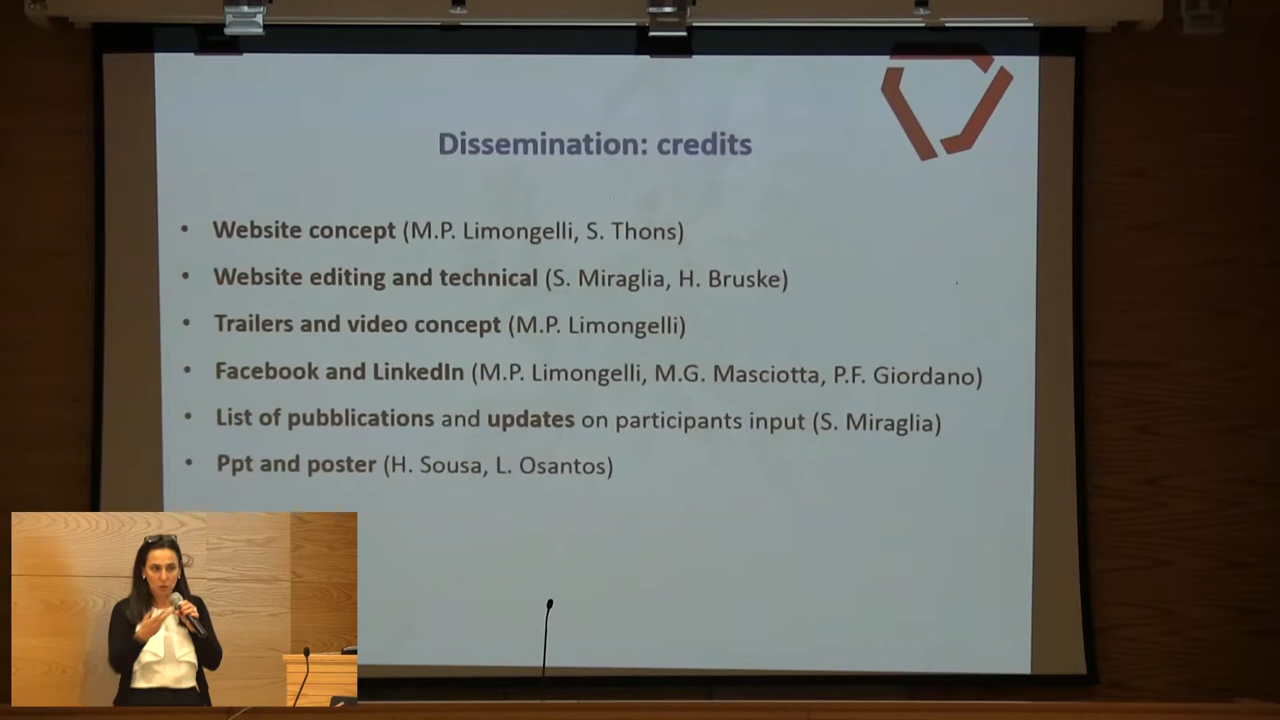 Dissemination: credits
• Website concept (M.P. Limongelli, S. Thons)
• Website editing and technical (S. Miraglia, H. Bruske)
• Trailers and video concept (M.P. Limongelli)
• Facebook and LinkedIn (M.P. Limongelli, M.G. Masciotta, P.F. Giordano)
• List of pubblications and updates on participants input (S. Miraglia)
• Ppt and poster (H. Sousa, L. Osantos)